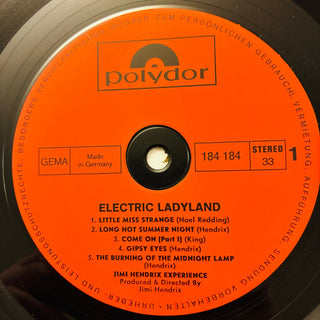 polydor
GEMA
Made in
Germany
184 184
STEREO
33
1
ELECTRIC LADYLAND
1. LITTLE MISS STRANGE (Noel Redding)
2. LONG HOT SUMMER NIGHT (Hendrix)
3. COME ON (Part 1) (King)
4. GIPSY EYES (Hendrix)
5. THE BURNING OF THE MIDNIGHT LAMP
(Hendrix)
JIMI HENDRIX EXPERIENCE
Produced & Directed By
Jimi Hendrix
URHEBER- UND LEISTUNGSSCHUTZRECHTE, BESONDERS VERVIELFÄLTIGUNG (AUSSER ZUM PERSÖNLICHEN GEBRAUCH), VERMIETUNG, AUFFÜHRUNG, SENDUNG VORBEHALTEN ·